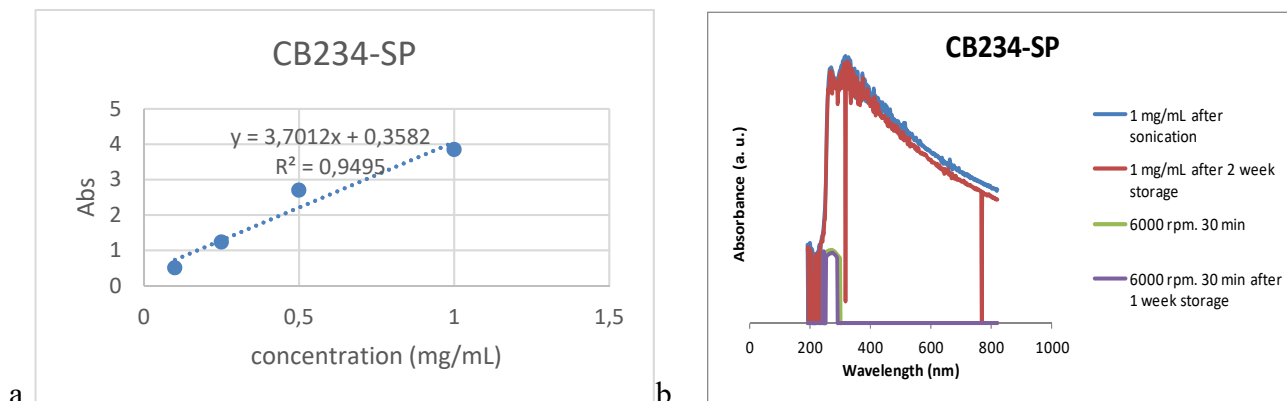 CB234-SP
5
4
3
2
1
0
y = 3,7012x + 0,3582
R² = 0,9495
Abs
0
0,5
1
1,5
concentration (mg/mL)
a
CB234-SP
Absorbance (a. u.)
1 mg/mL after
sonication
1 mg/mL after 2 week
storage
6000 rpm. 30 min
6000 rpm. 30 min after
1 week storage
0
200
400
600
800
1000
Wavelength (nm)
b